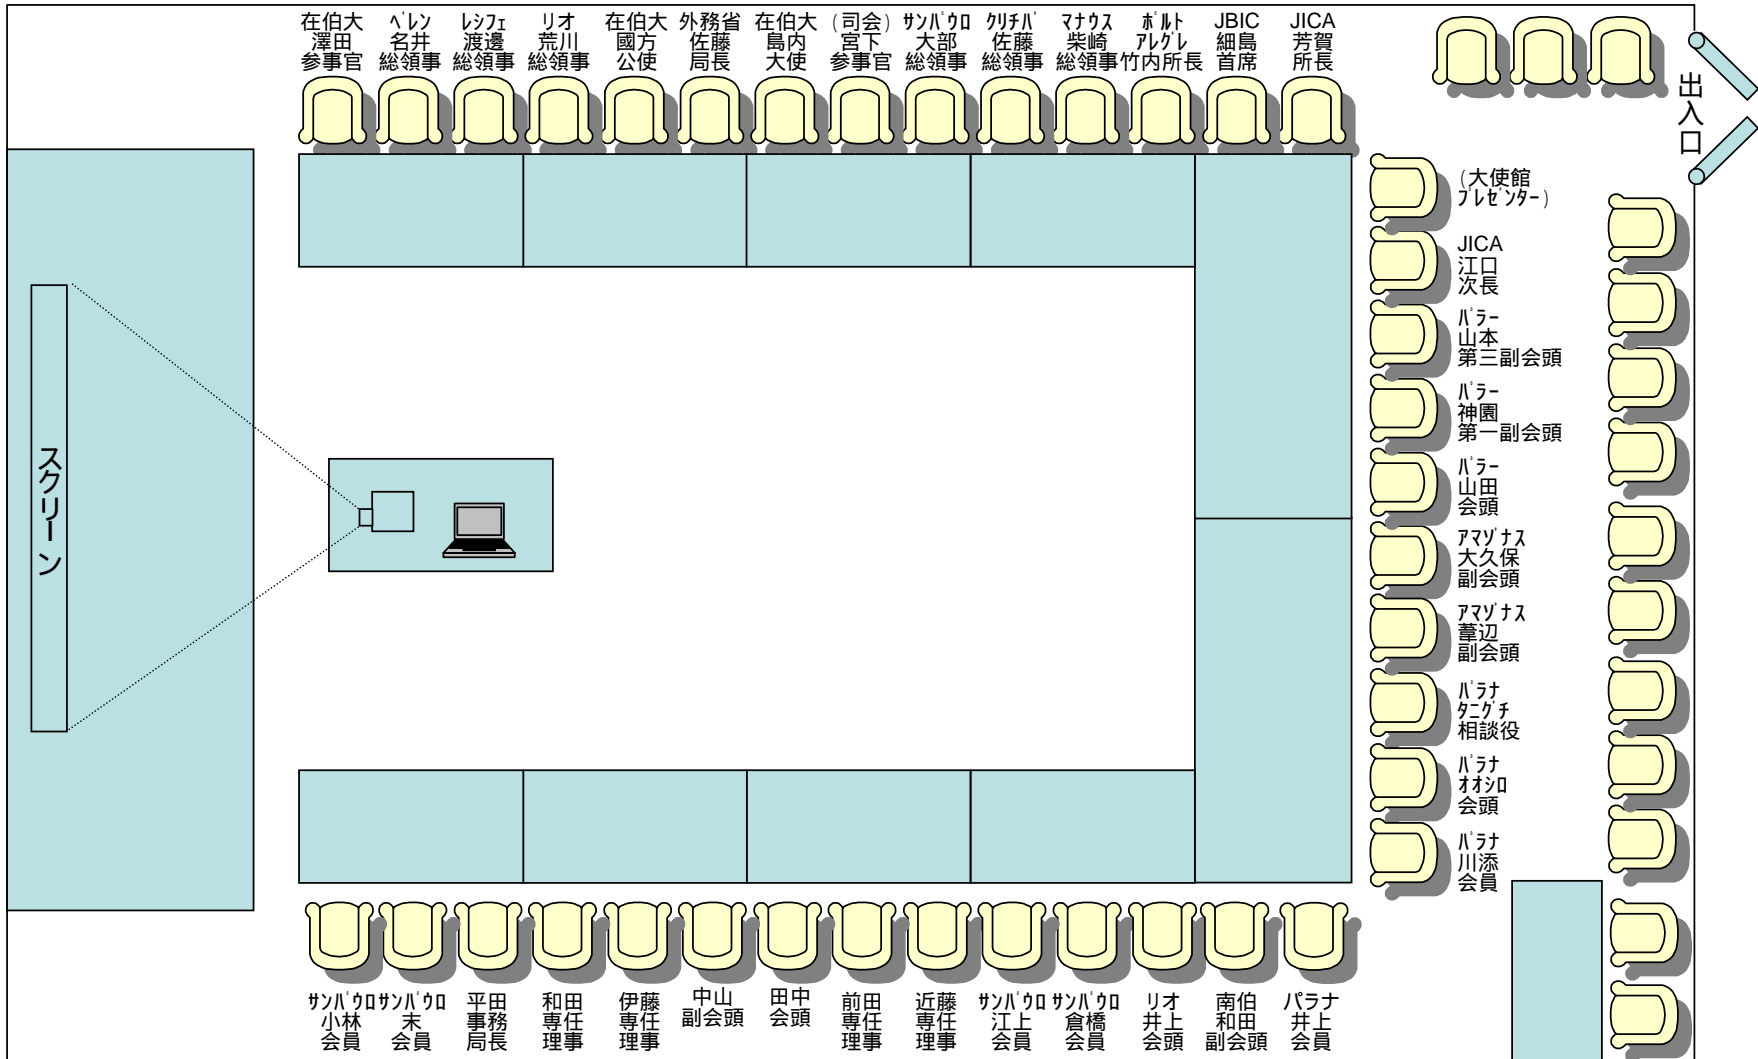 在伯大
澤田
参事官
ﾍﾞﾚﾝ
名井
総領事
ﾚｼﾌｪ
渡邊
総領事
リオ
荒川
総領事
在伯大
國方
公使
外務省
佐藤
局長
在伯大
島内
大使
(司会)
宮下
参事官
ｻﾝﾊﾟｳﾛ
大部
総領事
ｸﾘﾁﾊﾞ
佐藤
総領事
ﾏﾅｳｽ
柴崎
総領事
ﾎﾟﾙﾄ
ｱﾚｸﾞﾚ
竹内所長
JBIC
細島
首席
JICA
芳賀
所長
出入口
(大使館
ﾌﾟﾚｾﾞﾝﾀｰ)
JICA
江口
次長
ﾊﾟﾗｰ
山本
第三副会頭
ﾊﾟﾗｰ
神園
第一副会頭
ﾊﾟﾗｰ
山田
会頭
ｱﾏｿﾞﾅｽ
大久保
副会頭
ｱﾏｿﾞﾅｽ
葦辺
副会頭
ﾊﾟﾗﾅ
ﾀﾆｸﾞﾁ
相談役
ﾊﾟﾗﾅ
ｵｵｼﾛ
会頭
ﾊﾟﾗﾅ
川添
会員
スクリーン
ｻﾝﾊﾟｳﾛ
小林
会員
ｻﾝﾊﾟｳﾛ
末
会員
平田
事務
局長
和田
専任
理事
伊藤
専任
理事
中山
副会頭
田中
会頭
前田
専任
理事
近藤
専任
理事
ｻﾝﾊﾟｳﾛ
江上
会員
ｻﾝﾊﾟｳﾛ
倉橋
会員
リオ
井上
会頭
南伯
和田
副会頭
パラナ
井上
会員